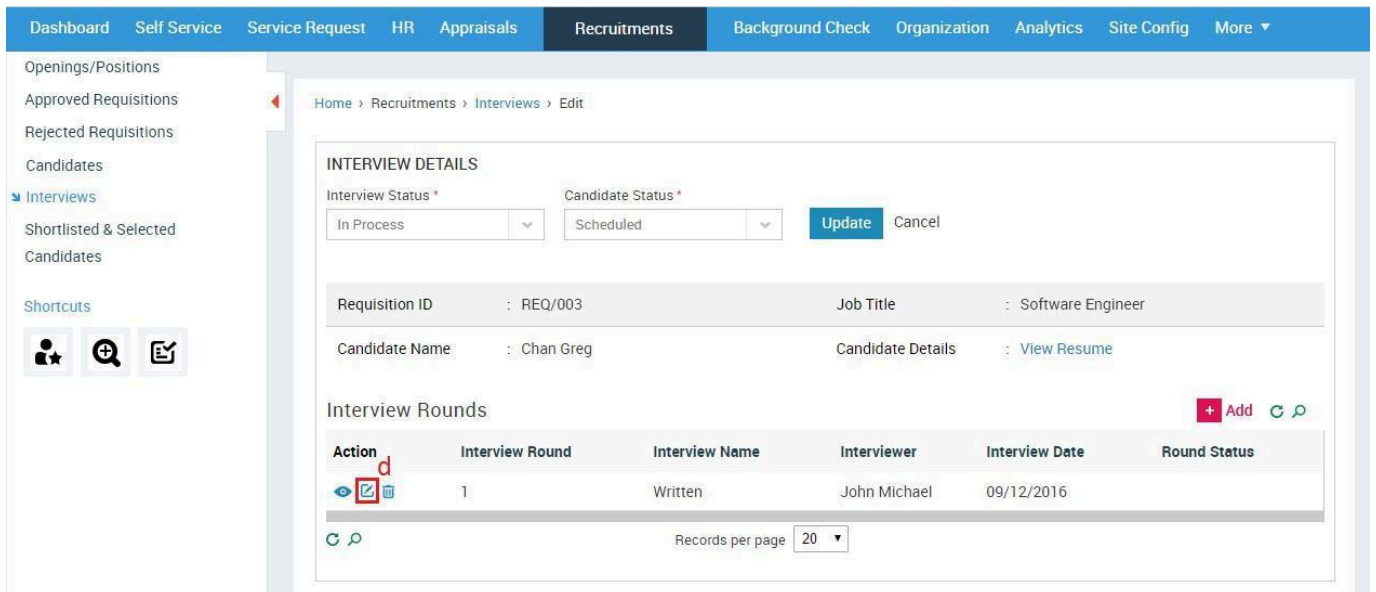 Dashboard Self Service Service Request HR Appraisals Recruitments Background Check Organization Analytics Site Config More ▼
Openings/Positions
Approved Requisitions
Rejected Requisitions
Candidates
Interviews
Shortlisted & Selected
Candidates
Shortcuts
Home › Recruitments › Interviews › Edit
INTERVIEW DETAILS
Interview Status * Candidate Status *
In Process Scheduled Update Cancel
Requisition ID : REQ/003 Job Title : Software Engineer
Candidate Name : Chan Greg Candidate Details : View Resume
Interview Rounds + Add
Action Interview Round Interview Name Interviewer Interview Date Round Status
d
1 Written John Michael 09/12/2016
Records per page 20 ▼